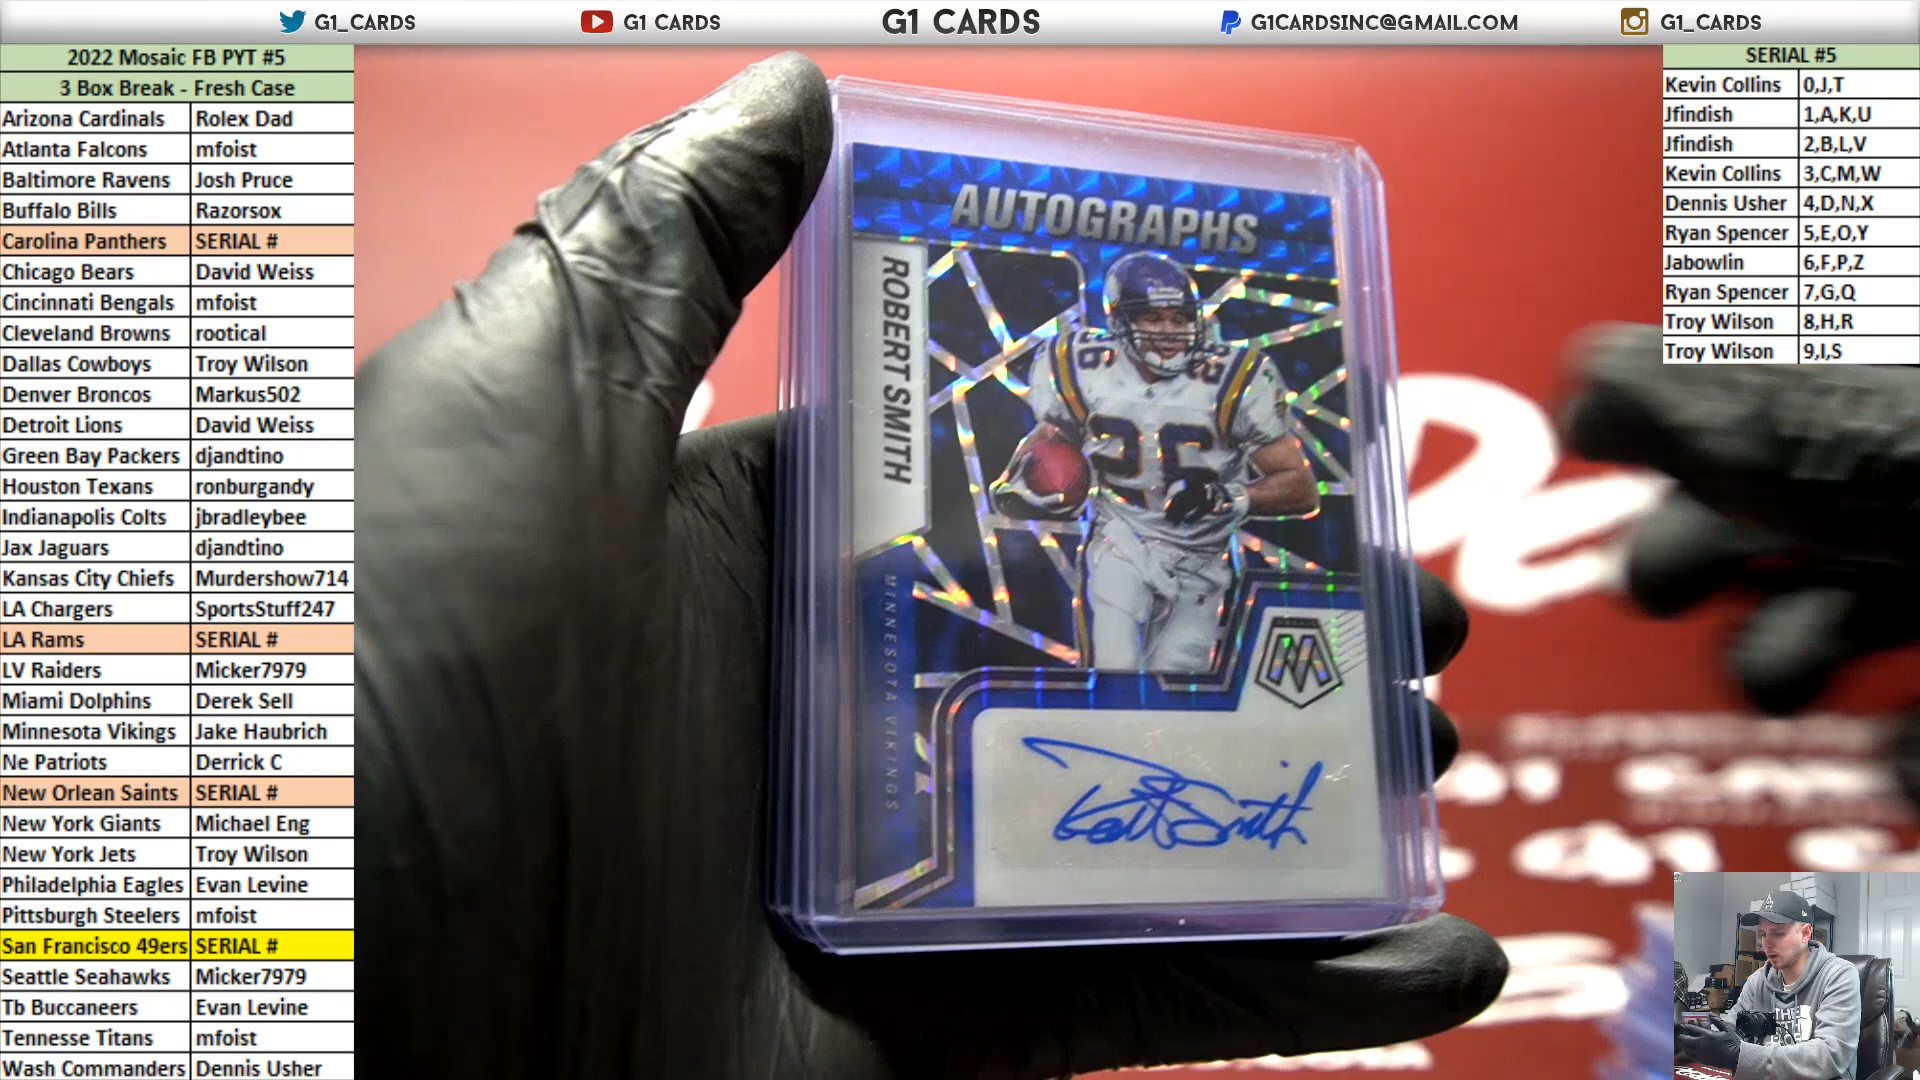 G1_CARDS
G1 CARDS
G1 CARDS
G1CARDSINC@GMAIL.COM
G1_CARDS
2022 Mosaic FB PYT #5
3 Box Break - Fresh Case
Arizona Cardinals Rolex Dad
Atlanta Falcons mfoist
Baltimore Ravens Josh Pruce
Buffalo Bills Razorsox
Carolina Panthers SERIAL #
Chicago Bears David Weiss
Cincinnati Bengals mfoist
Cleveland Browns rootical
Dallas Cowboys Troy Wilson
Denver Broncos Markus502
Detroit Lions David Weiss
Green Bay Packers djandtino
Houston Texans ronburgandy
Indianapolis Colts jbradleybee
Jax Jaguars djandtino
Kansas City Chiefs Murdershow714
LA Chargers SportsStuff247
LA Rams SERIAL #
LV Raiders Micker7979
Miami Dolphins Derek Sell
Minnesota Vikings Jake Haubrich
Ne Patriots Derrick C
New Orlean Saints SERIAL #
New York Giants Michael Eng
New York Jets Troy Wilson
Philadelphia Eagles Evan Levine
Pittsburgh Steelers mfoist
San Francisco 49ers SERIAL #
Seattle Seahawks Micker7979
Tb Buccaneers Evan Levine
Tennesse Titans mfoist
Wash Commanders Dennis Usher
AUTOGRAPHS
ROBERT SMITH
26
26
MINNESOTA VIKINGS
MOSAIC
M
Smith
SERIAL #5
Kevin Collins 0,J,T
Jfindish 1,A,K,U
Jfindish 2,B,L,V
Kevin Collins 3,C,M,W
Dennis Usher 4,D,N,X
Ryan Spencer 5,E,O,Y
Jabowlin 6,F,P,Z
Ryan Spencer 7,G,Q
Troy Wilson 8,H,R
Troy Wilson 9,I,S
THE